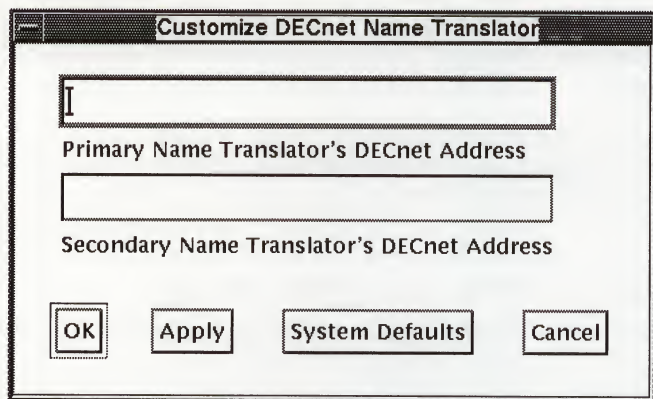 Customize DECnet Name Translator
Primary Name Translator's DECnet Address
Secondary Name Translator's DECnet Address
OK Apply System Defaults Cancel